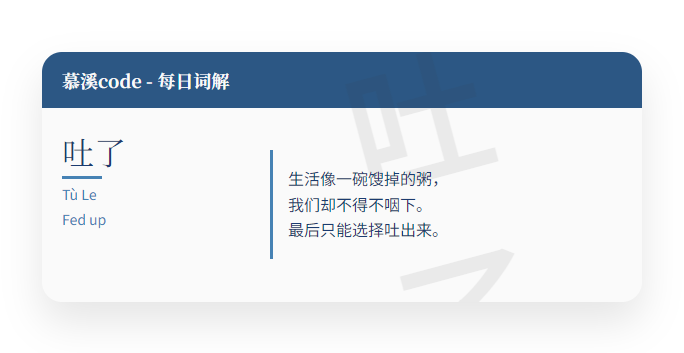 慕溪code - 每日词解
吐了
Tù Le
Fed up
生活像一碗馊掉的粥，
我们却不得不咽下。
最后只能选择吐出来。
吐
了